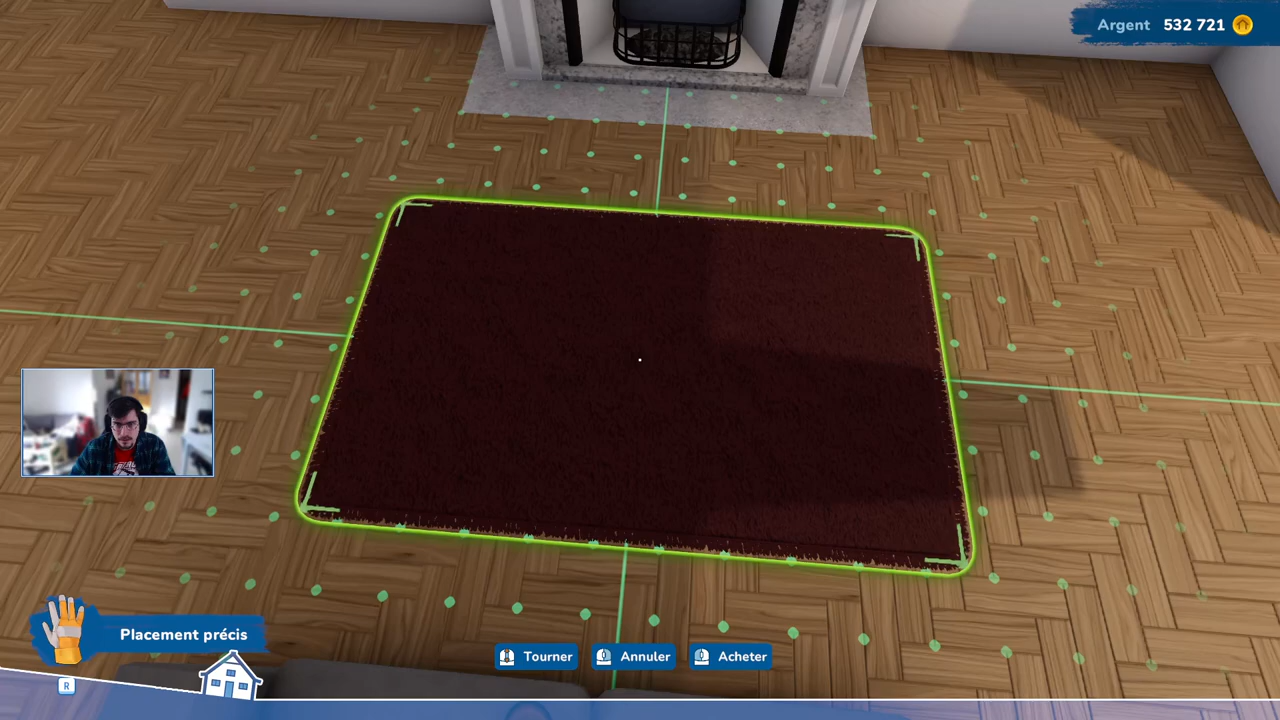 Argent 532 721
Placement précis
R
Tourner
Annuler
Acheter